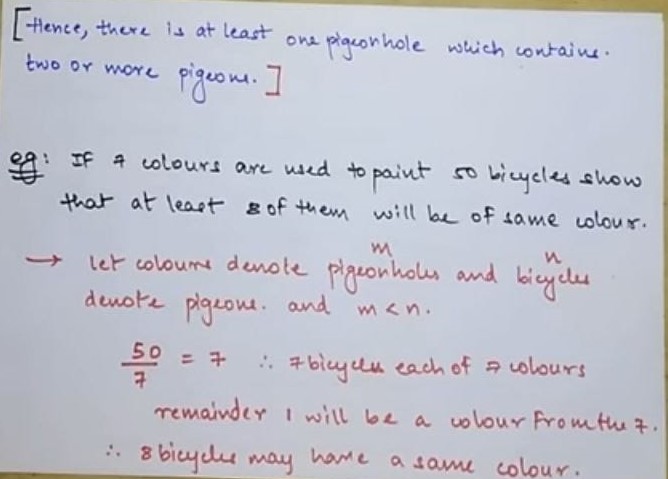 [Hence, there is at least one pigeonhole which contains.
two or more pigeons.]
eg: If 7 colours are used to paint 50 bicycles show
that at least 8 of them will be of same colour.
m n
→ let colours denote pigeonholes and bicycles
denote pigeons. and m < n.
50/7 = 7 ∴ 7 bicycles each of 7 colours
remainder 1 will be a colour from the 7.
∴ 8 bicycles may have a same colour.